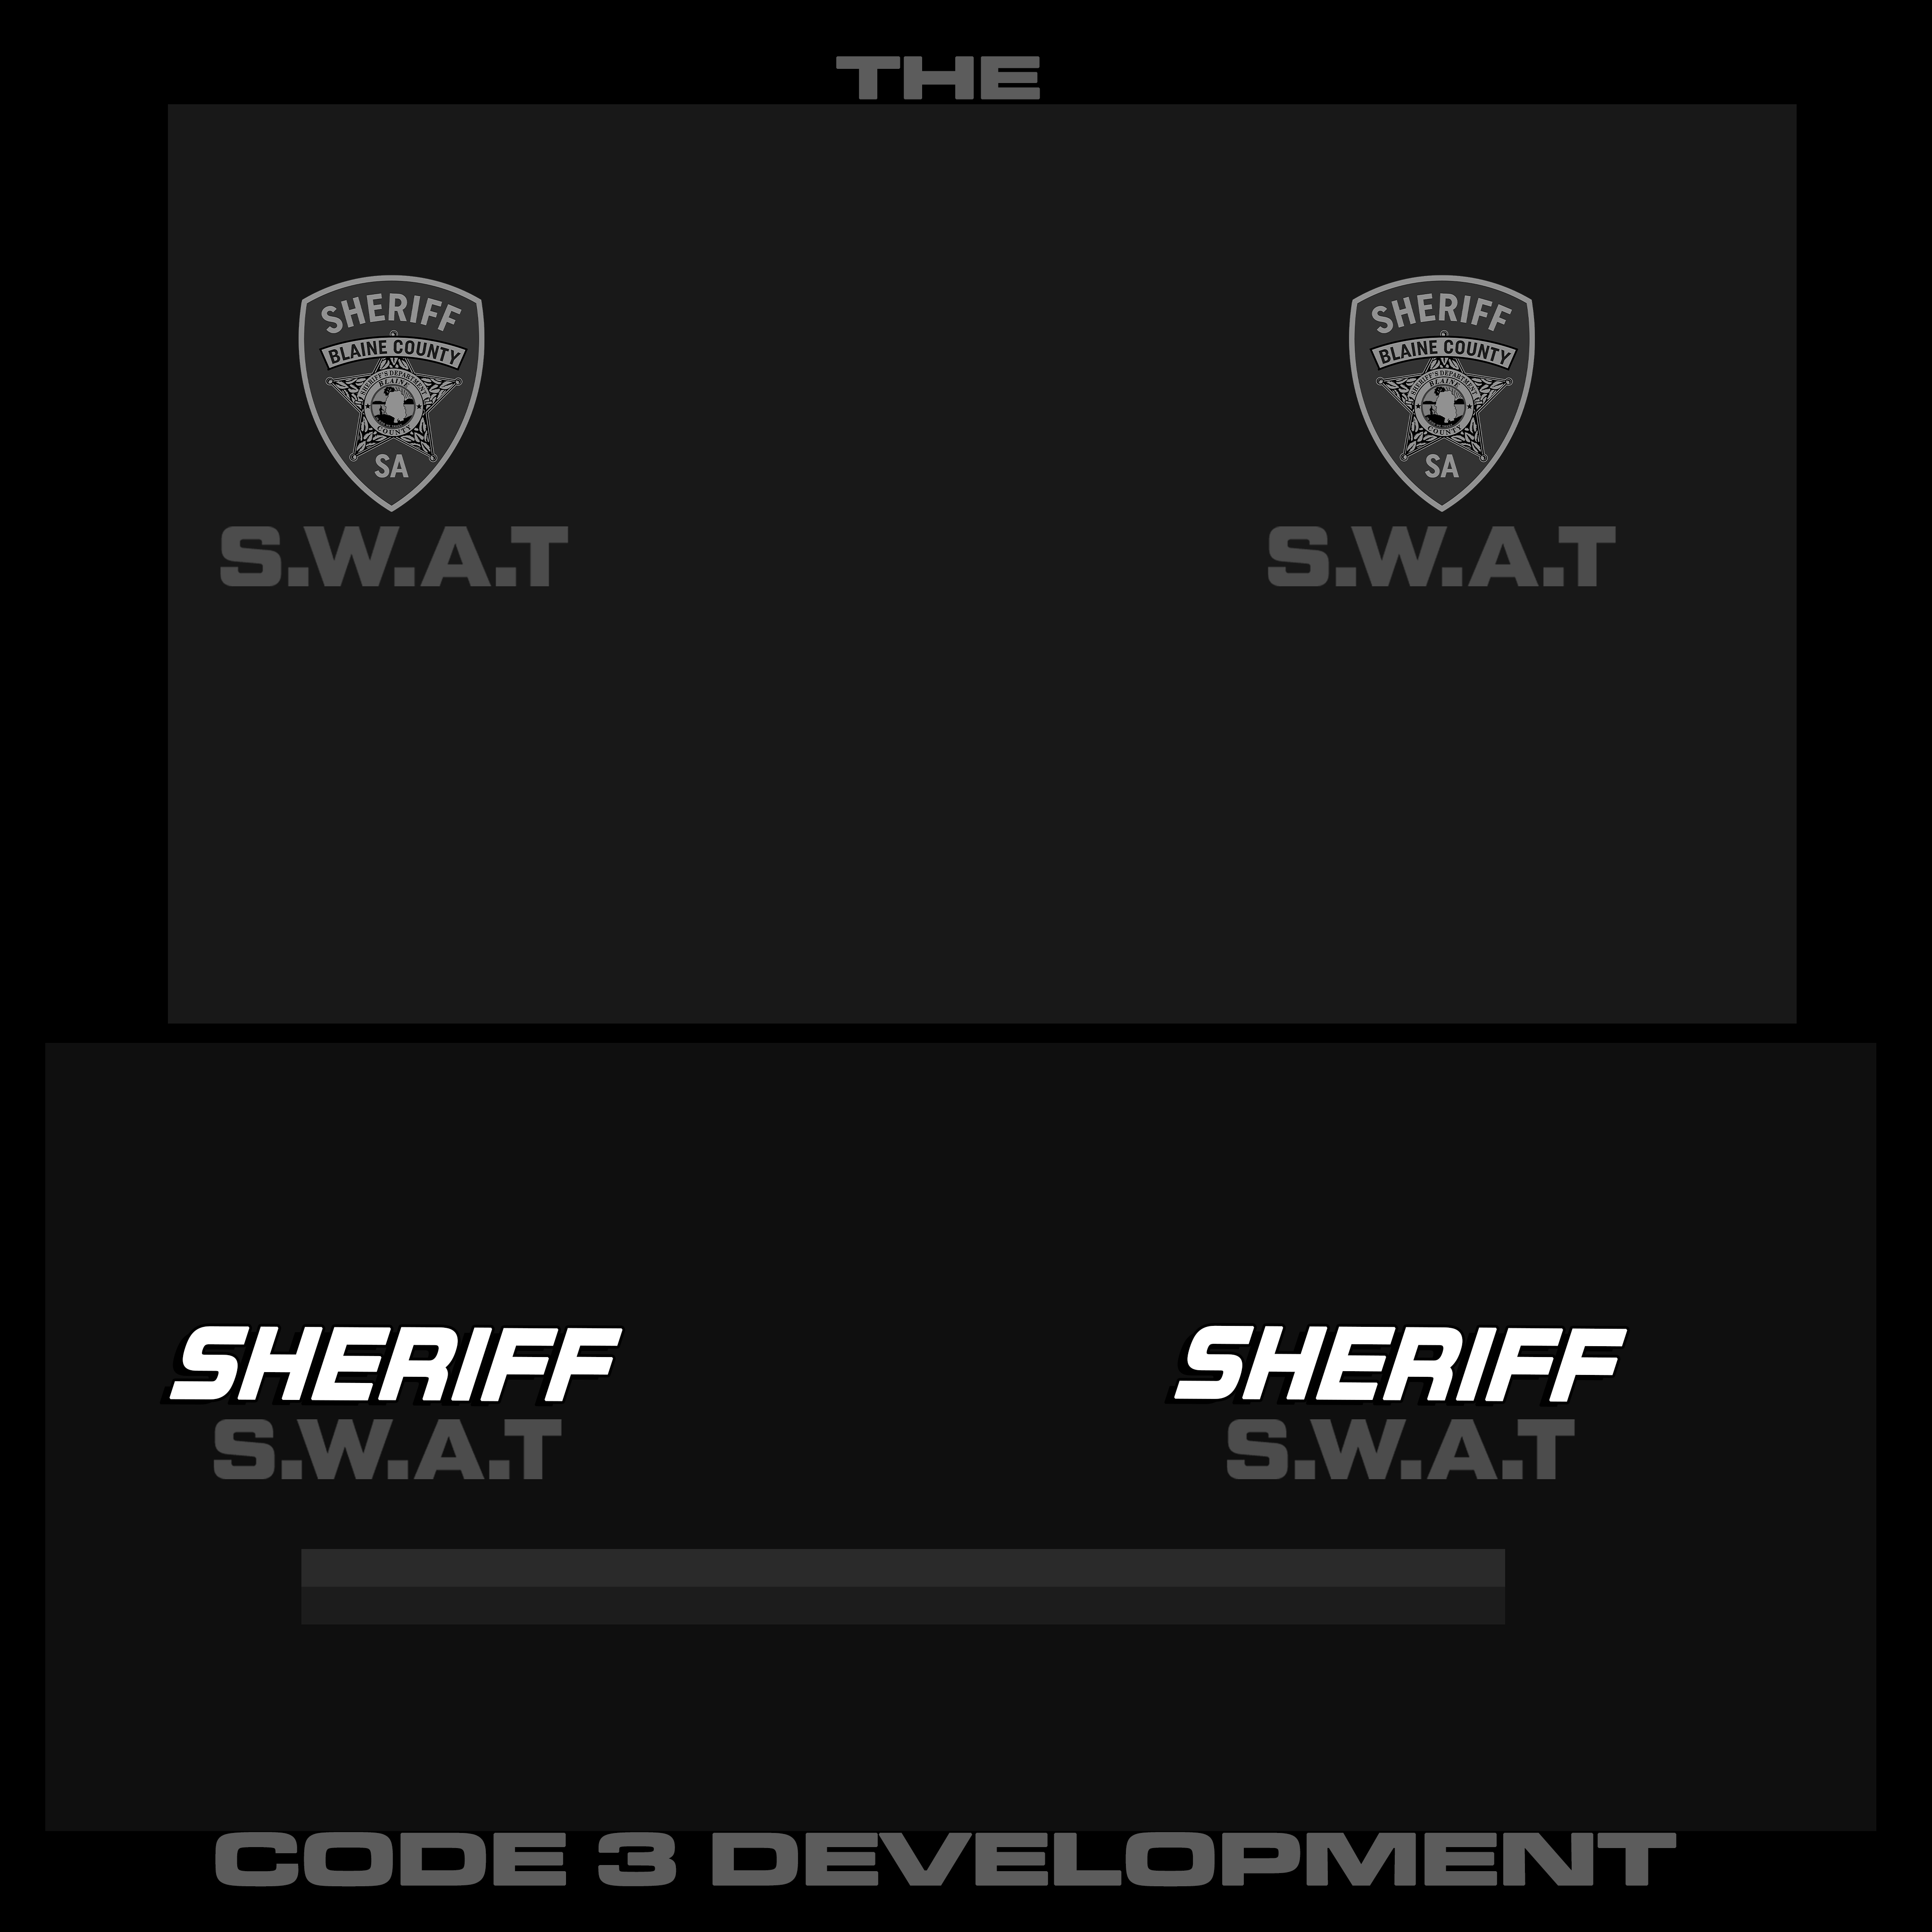 THE
SHERIFF
BLAINE COUNTY
SHERIFF'S DEPARTMENT
BLAINE
COUNTY
SA
S.W.A.T
SHERIFF
BLAINE COUNTY
SHERIFF'S DEPARTMENT
BLAINE
COUNTY
SA
S.W.A.T
SHERIFF
S.W.A.T
SHERIFF
S.W.A.T
CODE 3 DEVELOPMENT